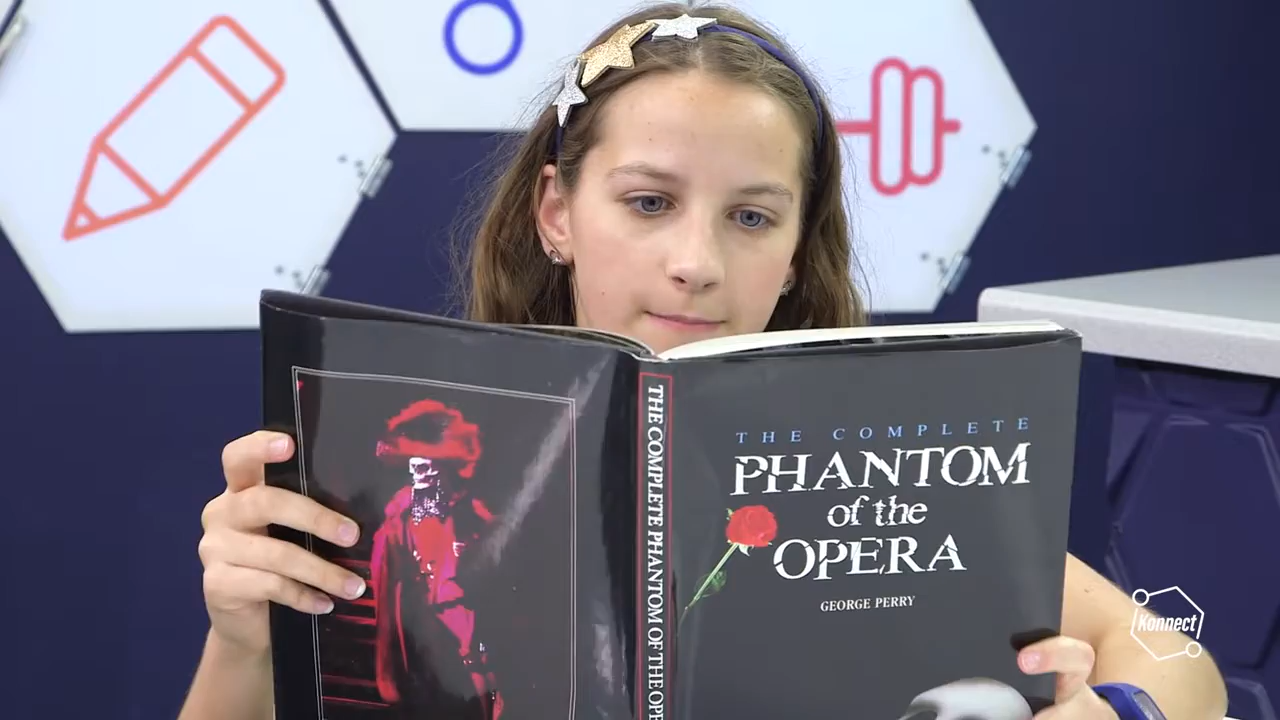 THE COMPLETE PHANTOM OF THE OPE
THE COMPLETE
PHANTOM
of the
OPERA
GEORGE PERRY
Konnect